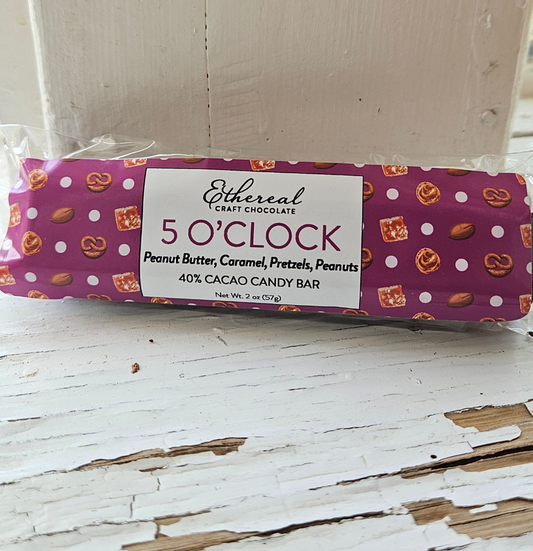 Ethereal
CRAFT CHOCOLATE
5 O'CLOCK
Peanut Butter, Caramel, Pretzels, Peanuts
40% CACAO CANDY BAR
Net Wt. 2 oz (57g)